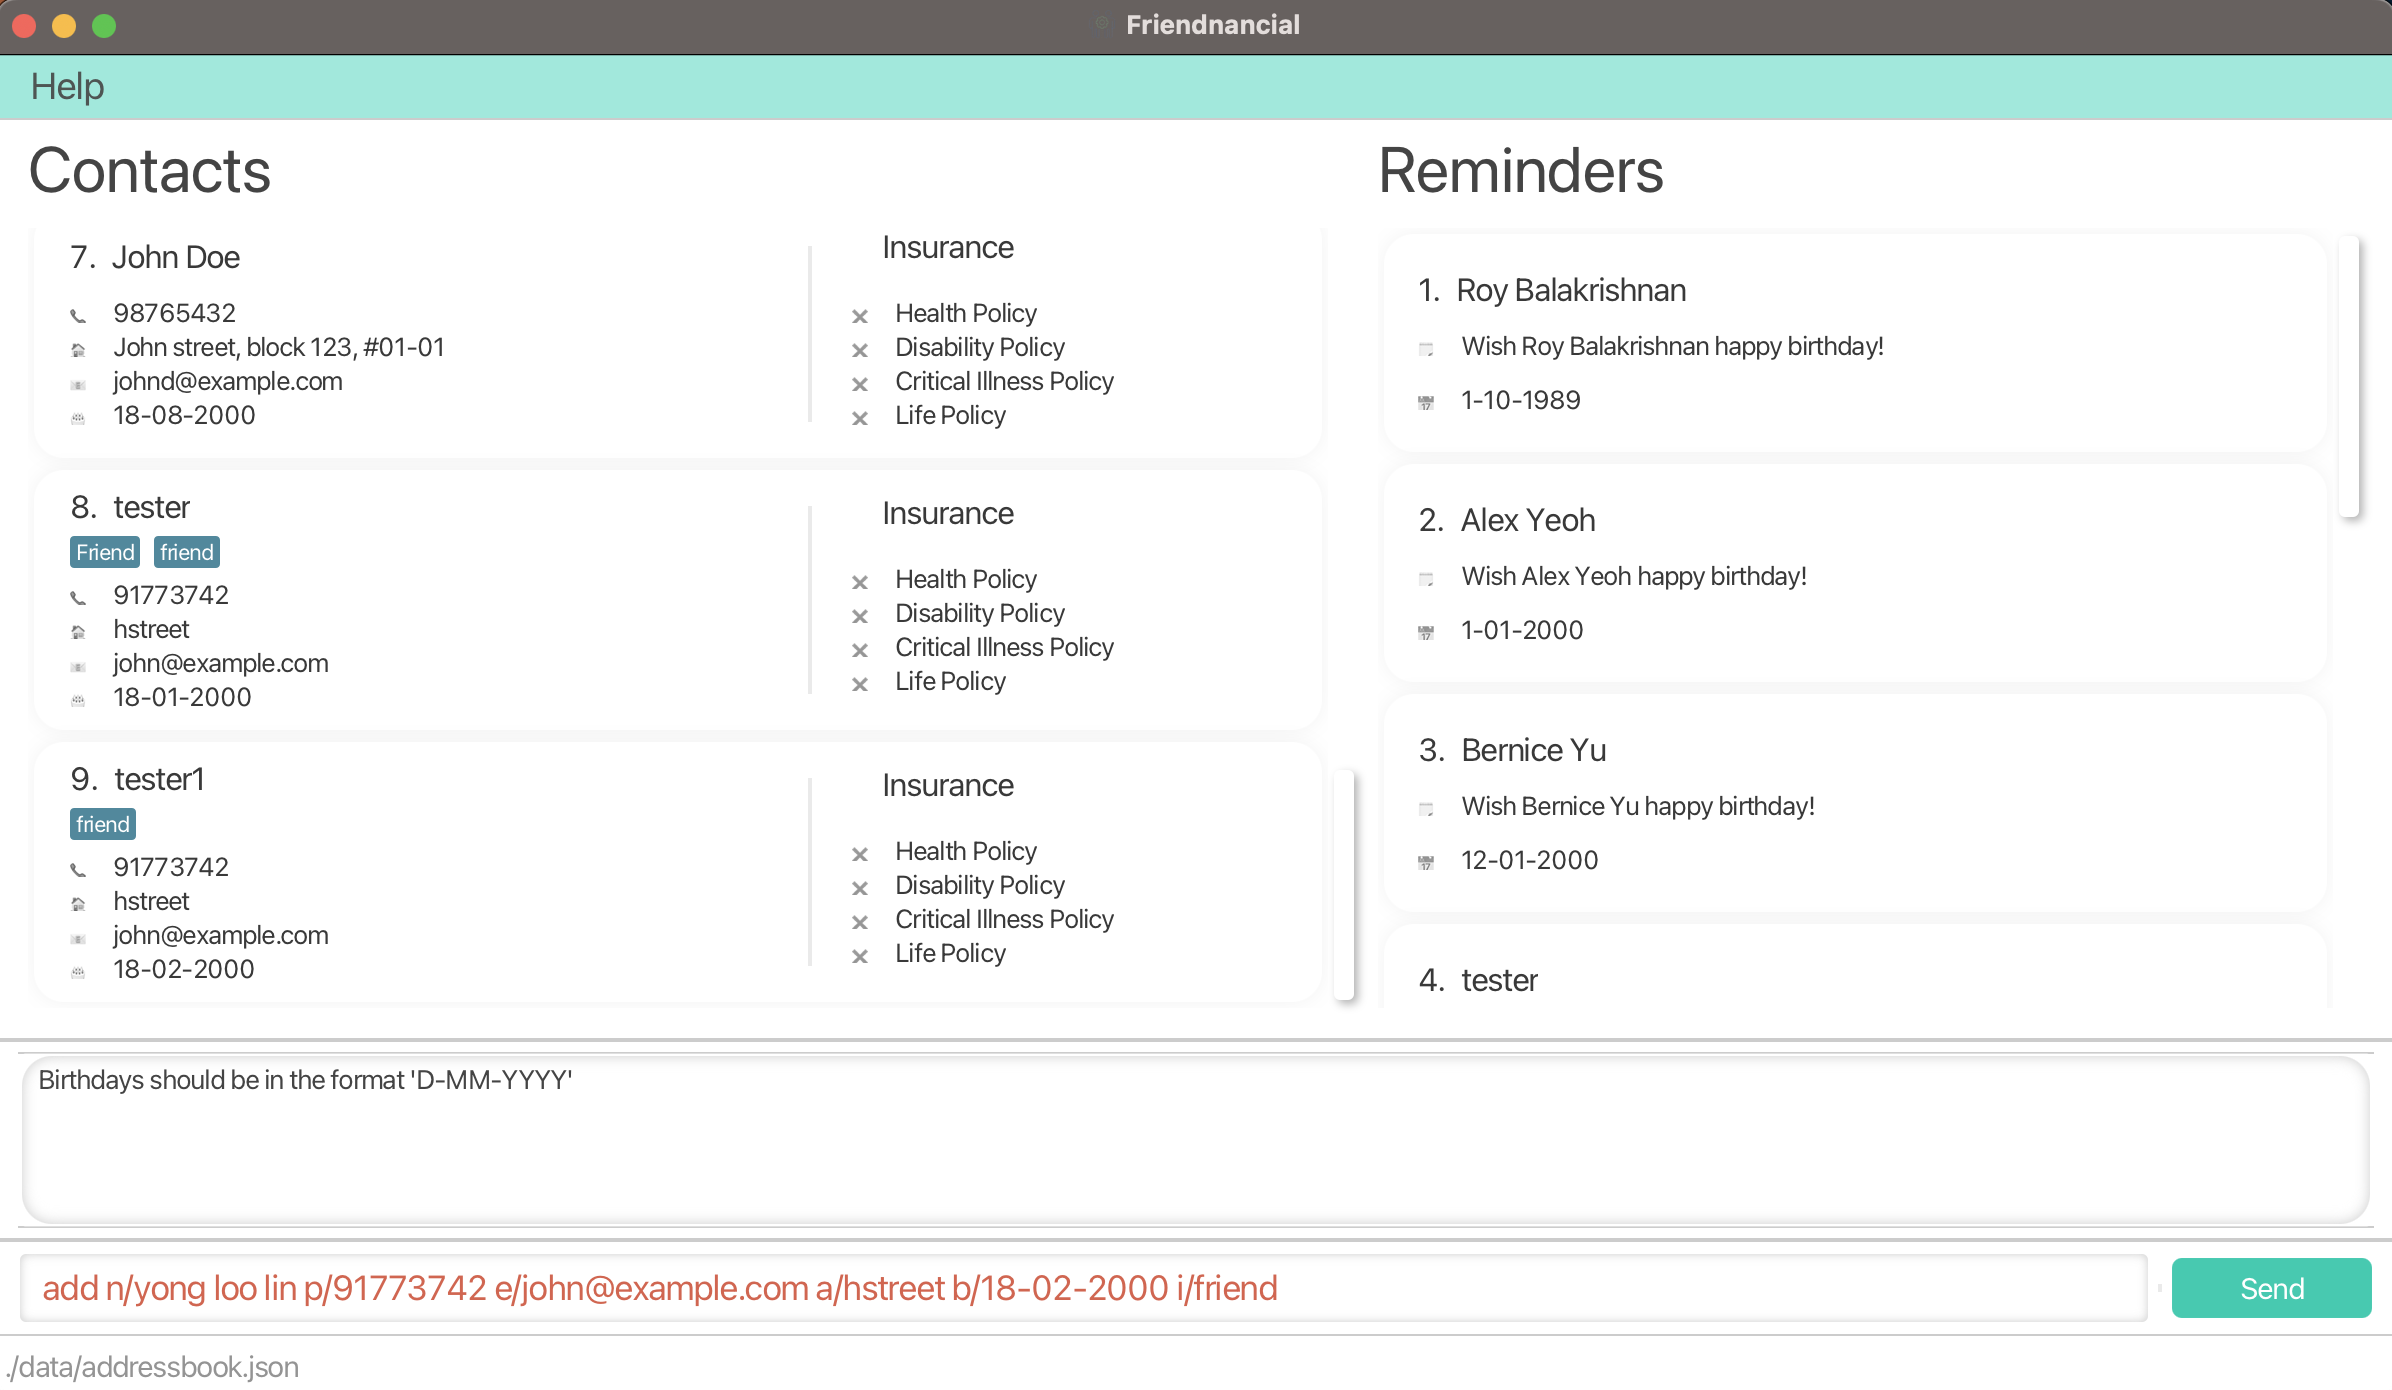 Friendnancial
Help
Contacts
7. John Doe
98765432
John street, block 123, #01-01
johnd@example.com
18-08-2000
Insurance
Health Policy
Disability Policy
Critical Illness Policy
Life Policy
8. tester
Friend friend
91773742
hstreet
john@example.com
18-01-2000
Insurance
Health Policy
Disability Policy
Critical Illness Policy
Life Policy
9. tester1
friend
91773742
hstreet
john@example.com
18-02-2000
Insurance
Health Policy
Disability Policy
Critical Illness Policy
Life Policy
Reminders
1. Roy Balakrishnan
Wish Roy Balakrishnan happy birthday!
1-10-1989
2. Alex Yeoh
Wish Alex Yeoh happy birthday!
1-01-2000
3. Bernice Yu
Wish Bernice Yu happy birthday!
12-01-2000
4. tester
Birthdays should be in the format 'D-MM-YYYY'
add n/yong loo lin p/91773742 e/john@example.com a/hstreet b/18-02-2000 i/friend
Send
./data/addressbook.json